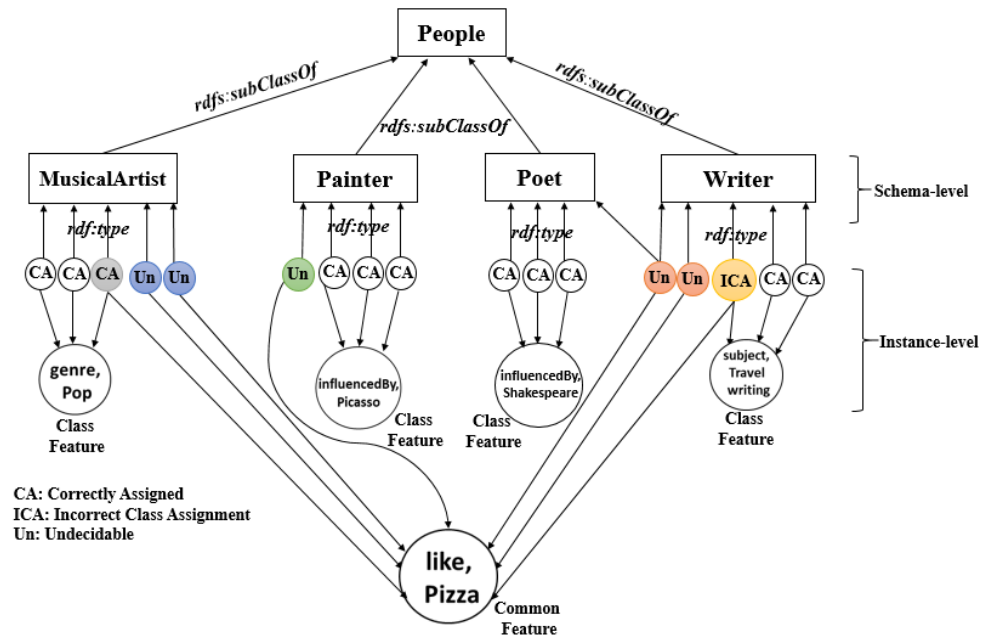 People
rdfs:subClassOf
rdfs:subClassOf
rdfs:subClassOf
MusicalArtist
Painter
Poet
Writer
Schema-level
rdf:type
rdf:type
rdf:type
rdf:type
CA
CA
CA
Un
Un
Un
CA
CA
CA
CA
CA
CA
Un
Un
ICA
CA
CA
Instance-level
genre,
Pop
influencedBy,
Picasso
influencedBy,
Shakespeare
subject,
Travel
writing
Class
Feature
Class
Feature
Class
Feature
Class
Feature
CA: Correctly Assigned
ICA: Incorrect Class Assignment
Un: Undecidable
like,
Pizza
Common
Feature